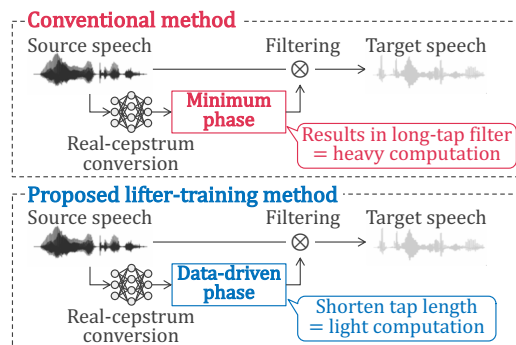 Conventional method
Source speech Filtering Target speech
Minimum
phase
Real-cepstrum
conversion
Results in long-tap filter
= heavy computation
Proposed lifter-training method
Source speech Filtering Target speech
Data-driven
phase
Real-cepstrum
conversion
Shorten tap length
= light computation